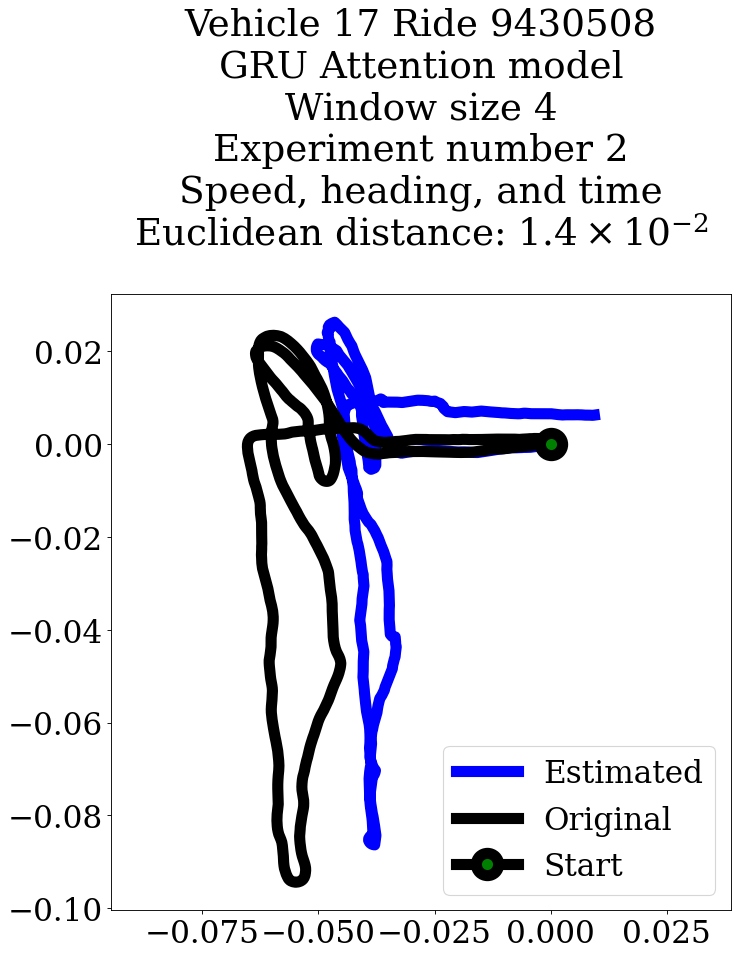 Vehicle 17 Ride 9430508
GRU Attention model
Window size 4
Experiment number 2
Speed, heading, and time
Euclidean distance: 1.4 × 10⁻²
0.02
0.00
−0.02
−0.04
−0.06
−0.08
−0.10
Estimated
Original
Start
−0.075 −0.050 −0.025 0.000 0.025